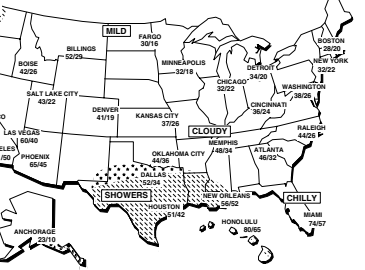 MILD
FARGO
30/16
BILLINGS
52/29
BOISE
42/26
MINNEAPOLIS
32/18
DETROIT
34/20
BOSTON
28/20
NEW YORK
32/22
CHICAGO
32/22
WASHINGTON
38/26
SALT LAKE CITY
43/22
DENVER
41/19
KANSAS CITY
37/26
CINCINNATI
36/24
CLOUDY
RALEIGH
44/26
LAS VEGAS
60/40
ELES
/50
PHOENIX
65/45
OKLAHOMA CITY
44/36
MEMPHIS
48/34
ATLANTA
46/32
DALLAS
52/34
SHOWERS
HOUSTON
51/42
NEW ORLEANS
56/52
CHILLY
MIAMI
74/57
HONOLULU
80/65
ANCHORAGE
23/10